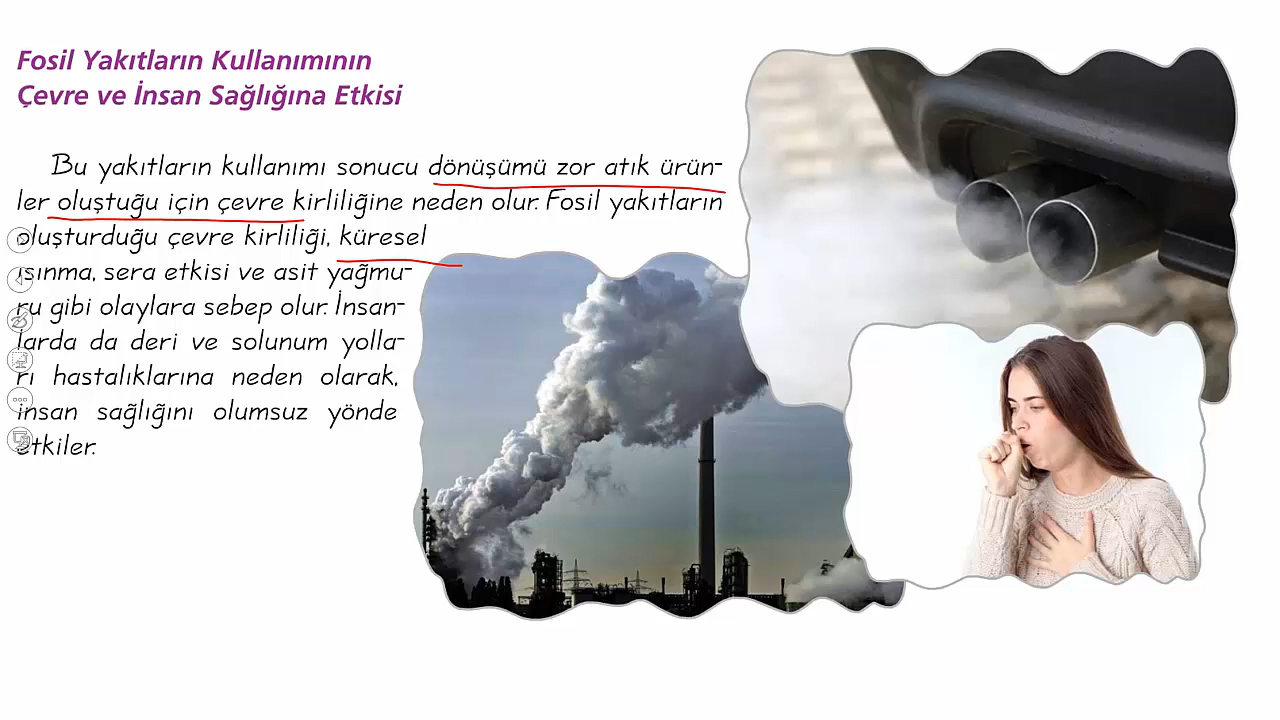 Fosil Yakıtların Kullanımının
Çevre ve İnsan Sağlığına Etkisi
Bu yakıtların kullanımı sonucu dönüşümü zor atık ürün-
ler oluştuğu için çevre kirliliğine neden olur. Fosil yakıtların
oluşturduğu çevre kirliliği, küresel
ısınma, sera etkisi ve asit yağmu-
ru gibi olaylara sebep olur. İnsan-
larda da deri ve solunum yolla-
rı hastalıklarına neden olarak,
insan sağlığını olumsuz yönde
etkiler.